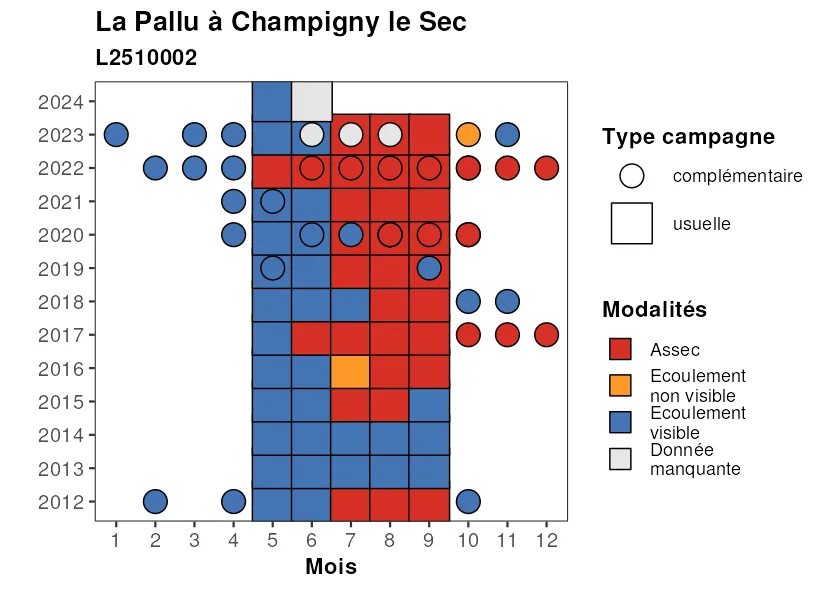 La Pallu à Champigny le Sec
L2510002
2024
2023
2022
2021
2020
2019
2018
2017
2016
2015
2014
2013
2012
1 2 3 4 5 6 7 8 9 10 11 12
Mois
Type campagne
complémentaire
usuelle
Modalités
Assec
Ecoulement
non visible
Ecoulement
visible
Donnée
manquante